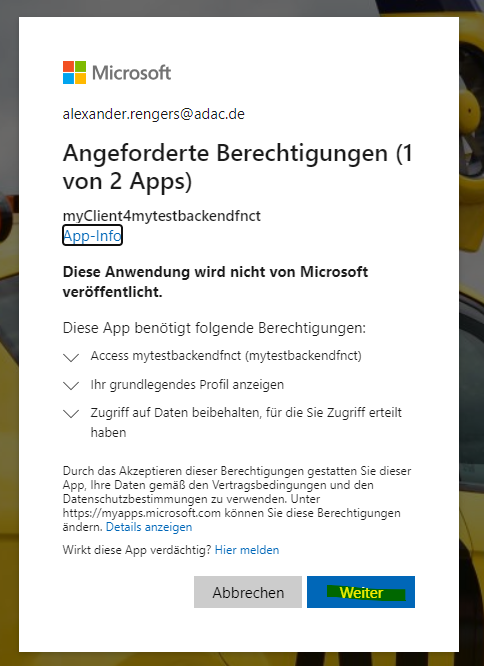 Microsoft
alexander.rengers@adac.de
Angeforderte Berechtigungen (1
von 2 Apps)
myClient4mytestbackendfnct
App-Info
Diese Anwendung wird nicht von Microsoft
veröffentlicht.
Diese App benötigt folgende Berechtigungen:
Access mytestbackendfnct (mytestbackendfnct)
Ihr grundlegendes Profil anzeigen
Zugriff auf Daten beibehalten, für die Sie Zugriff erteilt
haben
Durch das Akzeptieren dieser Berechtigungen gestatten Sie dieser
App, Ihre Daten gemäß den Vertragsbedingungen und den
Datenschutzbestimmungen zu verwenden. Unter
https://myapps.microsoft.com können Sie diese Berechtigungen
ändern. Details anzeigen
Wirkt diese App verdächtig? Hier melden
Abbrechen Weiter